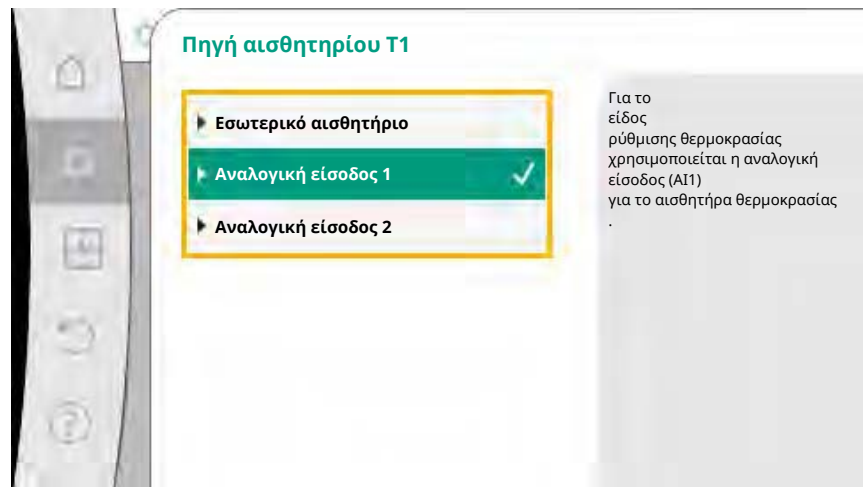 Πηγή αισθητηρίου T1
Εσωτερικό αισθητήριο
Αναλογική είσοδος 1
Αναλογική είσοδος 2
Για το
είδος
ρύθμισης θερμοκρασίας
χρησιμοποιείται η αναλογική
είσοδος (AI1)
για το αισθητήρα θερμοκρασίας
.